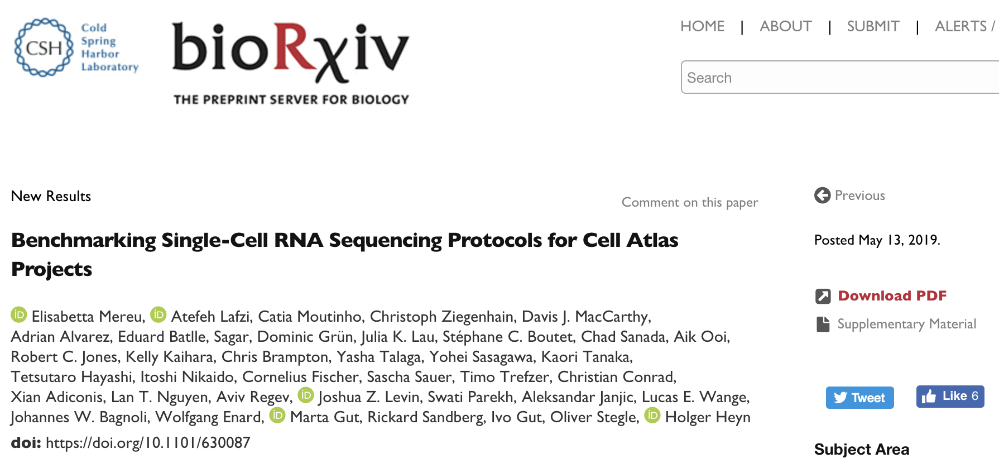 CSH
Cold
Spring
Harbor
Laboratory
bioRxiv
THE PREPRINT SERVER FOR BIOLOGY
HOME | ABOUT | SUBMIT | ALERTS /
Search
New Results
Comment on this paper
Benchmarking Single-Cell RNA Sequencing Protocols for Cell Atlas
Projects
iD Elisabetta Mereu, iD Atefeh Lafzi, Catia Moutinho, Christoph Ziegenhain, Davis J. MacCarthy,
Adrian Alvarez, Eduard Batlle, Sagar, Dominic Grün, Julia K. Lau, Stéphane C. Boutet, Chad Sanada, Aik Ooi,
Robert C. Jones, Kelly Kaihara, Chris Brampton, Yasha Talaga, Yohei Sasagawa, Kaori Tanaka,
Tetsutaro Hayashi, Itoshi Nikaido, Cornelius Fischer, Sascha Sauer, Timo Trefzer, Christian Conrad,
Xian Adiconis, Lan T. Nguyen, Aviv Regev, iD Joshua Z. Levin, Swati Parekh, Aleksandar Janjic, Lucas E. Wange,
Johannes W. Bagnoli, Wolfgang Enard, iD Marta Gut, Rickard Sandberg, Ivo Gut, Oliver Stegle, iD Holger Heyn
doi: https://doi.org/10.1101/630087
Previous
Posted May 13, 2019.
Download PDF
Supplementary Material
Tweet
Like 6
Subject Area